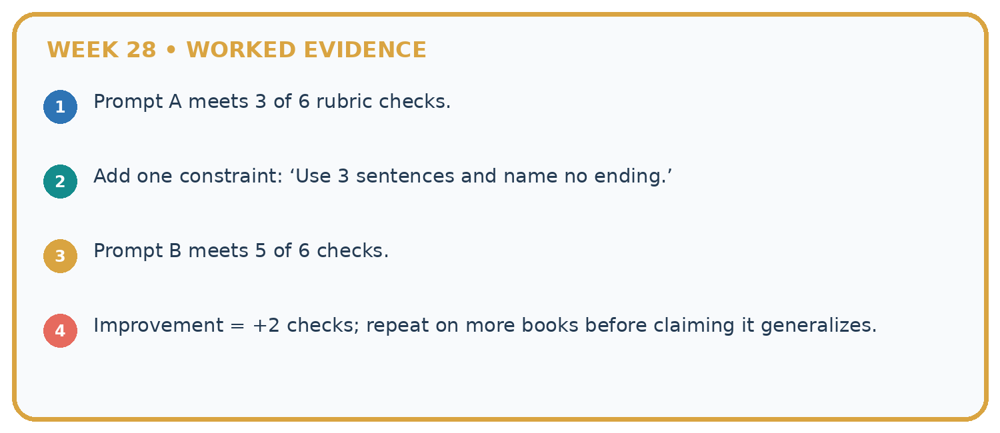 WEEK 28 • WORKED EVIDENCE
1 Prompt A meets 3 of 6 rubric checks.
2 Add one constraint: ‘Use 3 sentences and name no ending.’
3 Prompt B meets 5 of 6 checks.
4 Improvement = +2 checks; repeat on more books before claiming it generalizes.